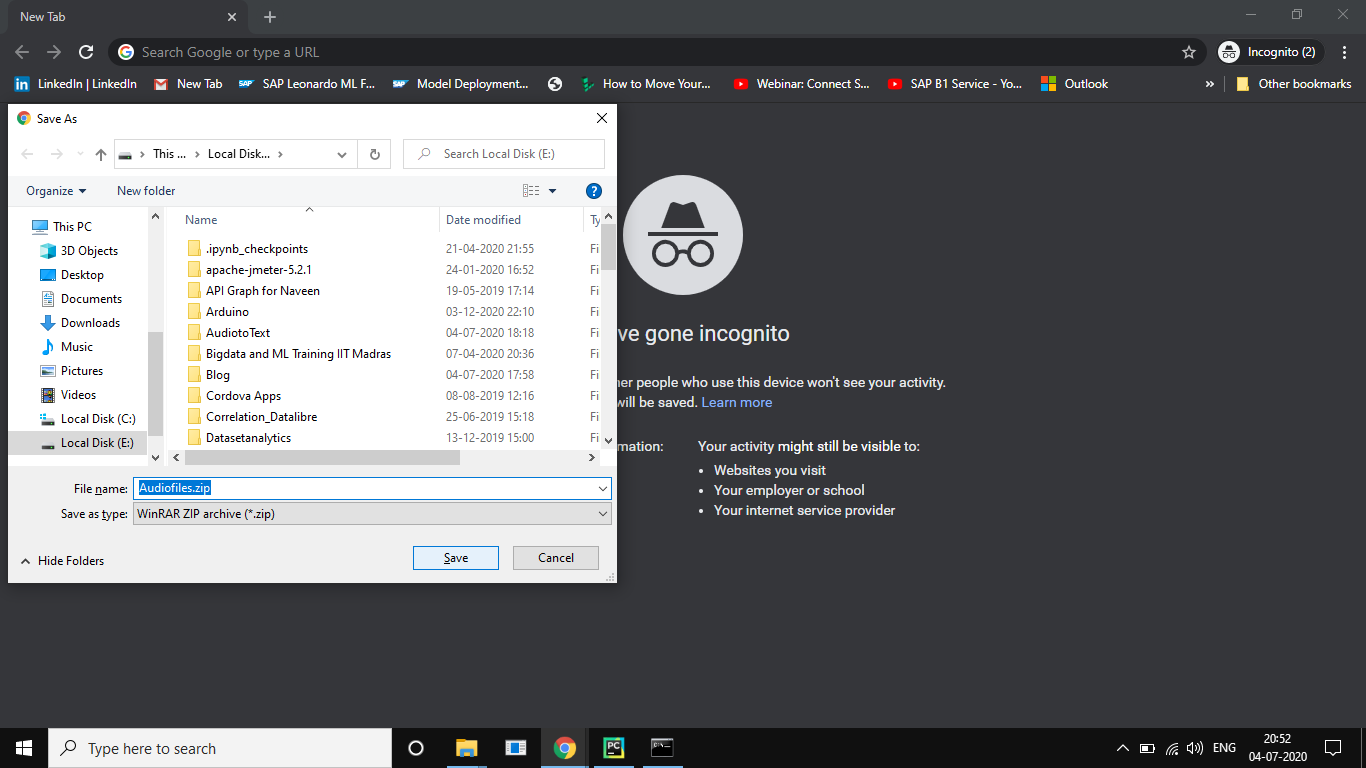 New Tab
Search Google or type a URL
Incognito (2)
LinkedIn | LinkedIn
New Tab
SAP Leonardo ML F...
Model Deployment...
How to Move Your...
Webinar: Connect S...
SAP B1 Service - Yo...
Outlook
»
Other bookmarks
Save As
This ...
Local Disk...
Search Local Disk (E:)
Organize
New folder
This PC
3D Objects
Desktop
Documents
Downloads
Music
Pictures
Videos
Local Disk (C:)
Local Disk (E:)
Name Date modified Ty
.ipynb_checkpoints 21-04-2020 21:55 Fi
apache-jmeter-5.2.1 24-01-2020 16:52 Fi
API Graph for Naveen 19-05-2019 17:14 Fi
Arduino 03-12-2020 22:10 Fi
AudiotoText 04-07-2020 18:18 Fi
Bigdata and ML Training IIT Madras 07-04-2020 20:36 Fi
Blog 04-07-2020 17:58 Fi
Cordova Apps 08-08-2019 12:16 Fi
Correlation_Datalibre 25-06-2019 15:18 Fi
Datasetanalytics 13-12-2019 15:00 Fi
File name: Audiofiles.zip
Save as type: WinRAR ZIP archive (*.zip)
Hide Folders
Save
Cancel
ve gone incognito
her people who use this device won't see your activity.
will be saved. Learn more
mation:
Your activity might still be visible to:
• Websites you visit
• Your employer or school
• Your internet service provider
Type here to search
PC
ENG
20:52
04-07-2020